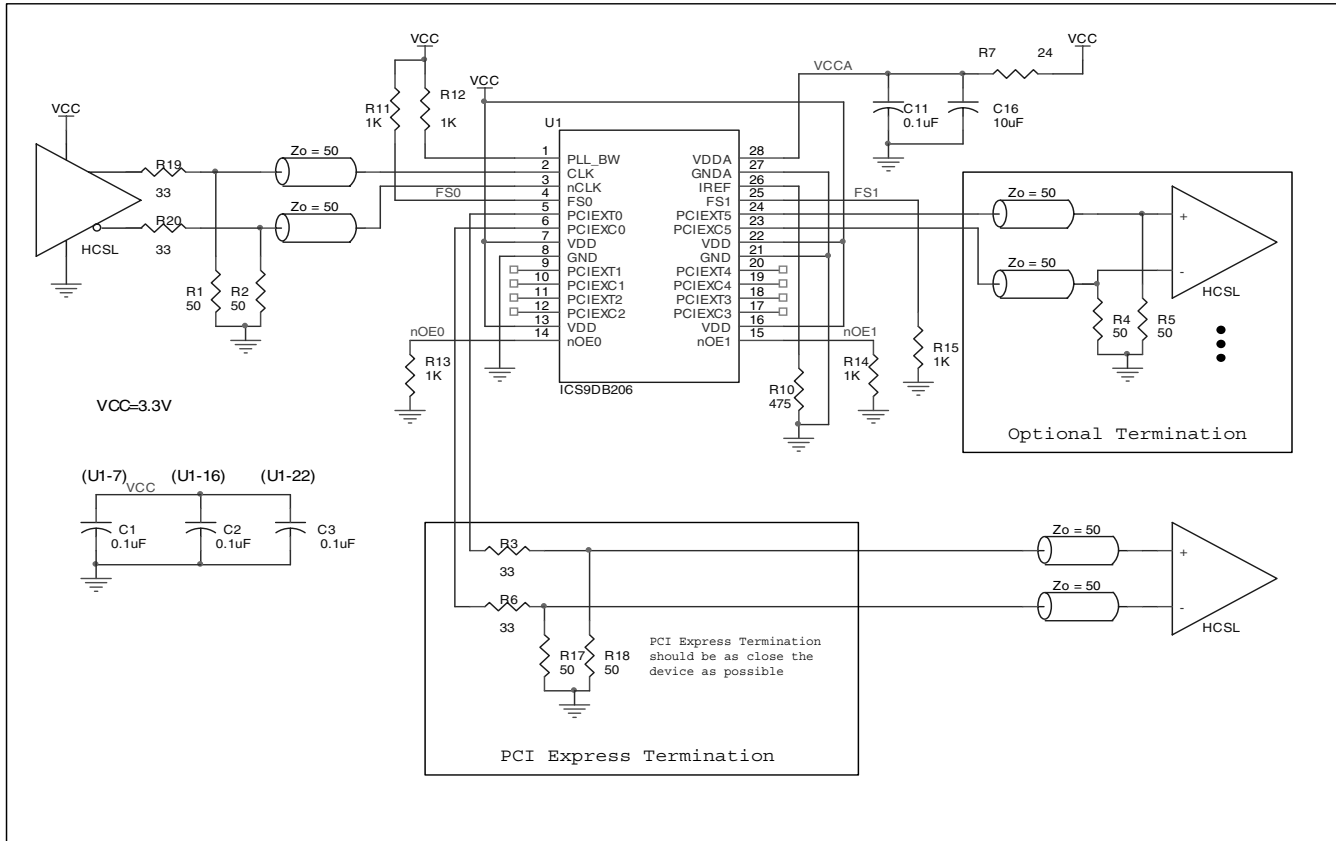 VCC
R19
33
R20
33
HCSL
R1
50
R2
50
Zo = 50
Zo = 50
VCC
R11
1K
R12
1K
VCC
FS0
U1
1
2
3
4
5
6
7
8
9
10
11
12
13
14
PLL_BW
CLK
nCLK
FS0
PCIEXT0
PCIEXC0
VDD
GND
PCIEXT1
PCIEXC1
PCIEXT2
PCIEXC2
VDD
nOE0
VDDA
GNDA
IREF
FS1
PCIEXT5
PCIEXC5
VDD
GND
PCIEXT4
PCIEXC4
PCIEXT3
PCIEXC3
VDD
nOE1
28
27
26
25
24
23
22
21
20
19
18
17
16
15
ICS9DB206
nOE0
R13
1K
VCCA
C11
0.1uF
C16
10uF
R7
24
VCC
FS1
nOE1
R10
475
R14
1K
R15
1K
Zo = 50
Zo = 50
+
-
HCSL
R4
50
R5
50
Optional Termination
VCC=3.3V
(U1-7)
(U1-16)
(U1-22)
VCC
C1
0.1uF
C2
0.1uF
C3
0.1uF
R3
33
R6
33
R17
50
R18
50
PCI Express Termination
should be as close the
device as possible
PCI Express Termination
Zo = 50
Zo = 50
+
-
HCSL